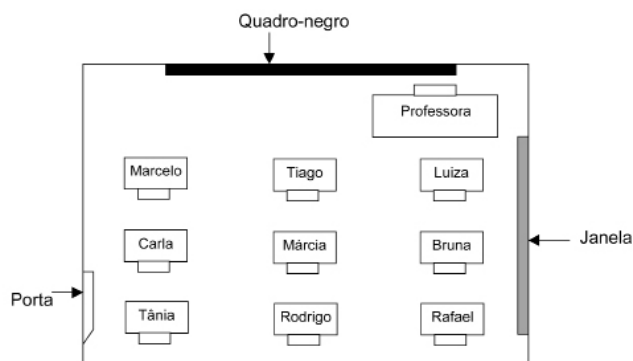 Quadro-negro
Professora
Marcelo
Tiago
Luiza
Carla
Márcia
Bruna
Janela
Porta
Tânia
Rodrigo
Rafael